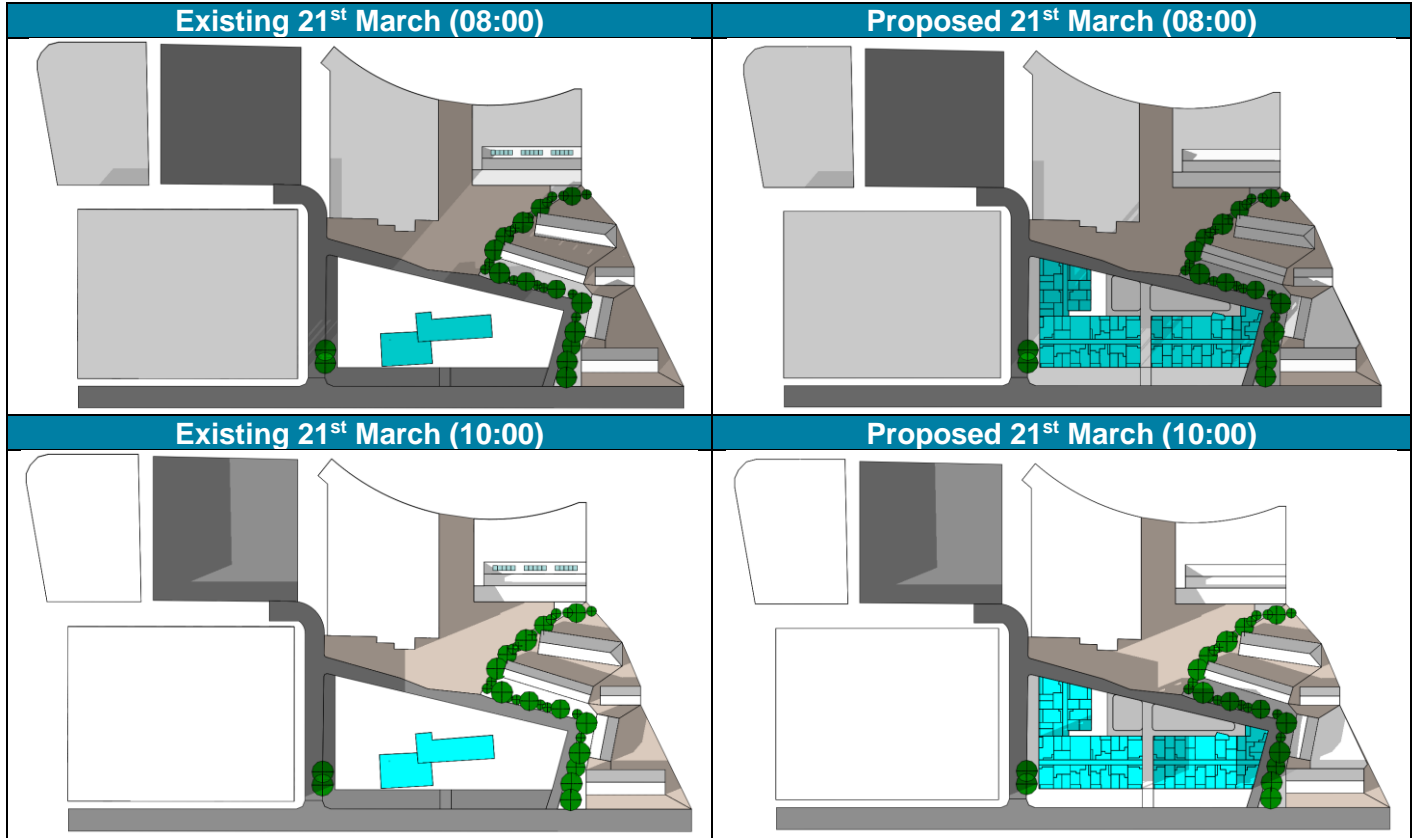 Existing 21st March (08:00)
Proposed 21st March (08:00)
Existing 21st March (10:00)
Proposed 21st March (10:00)